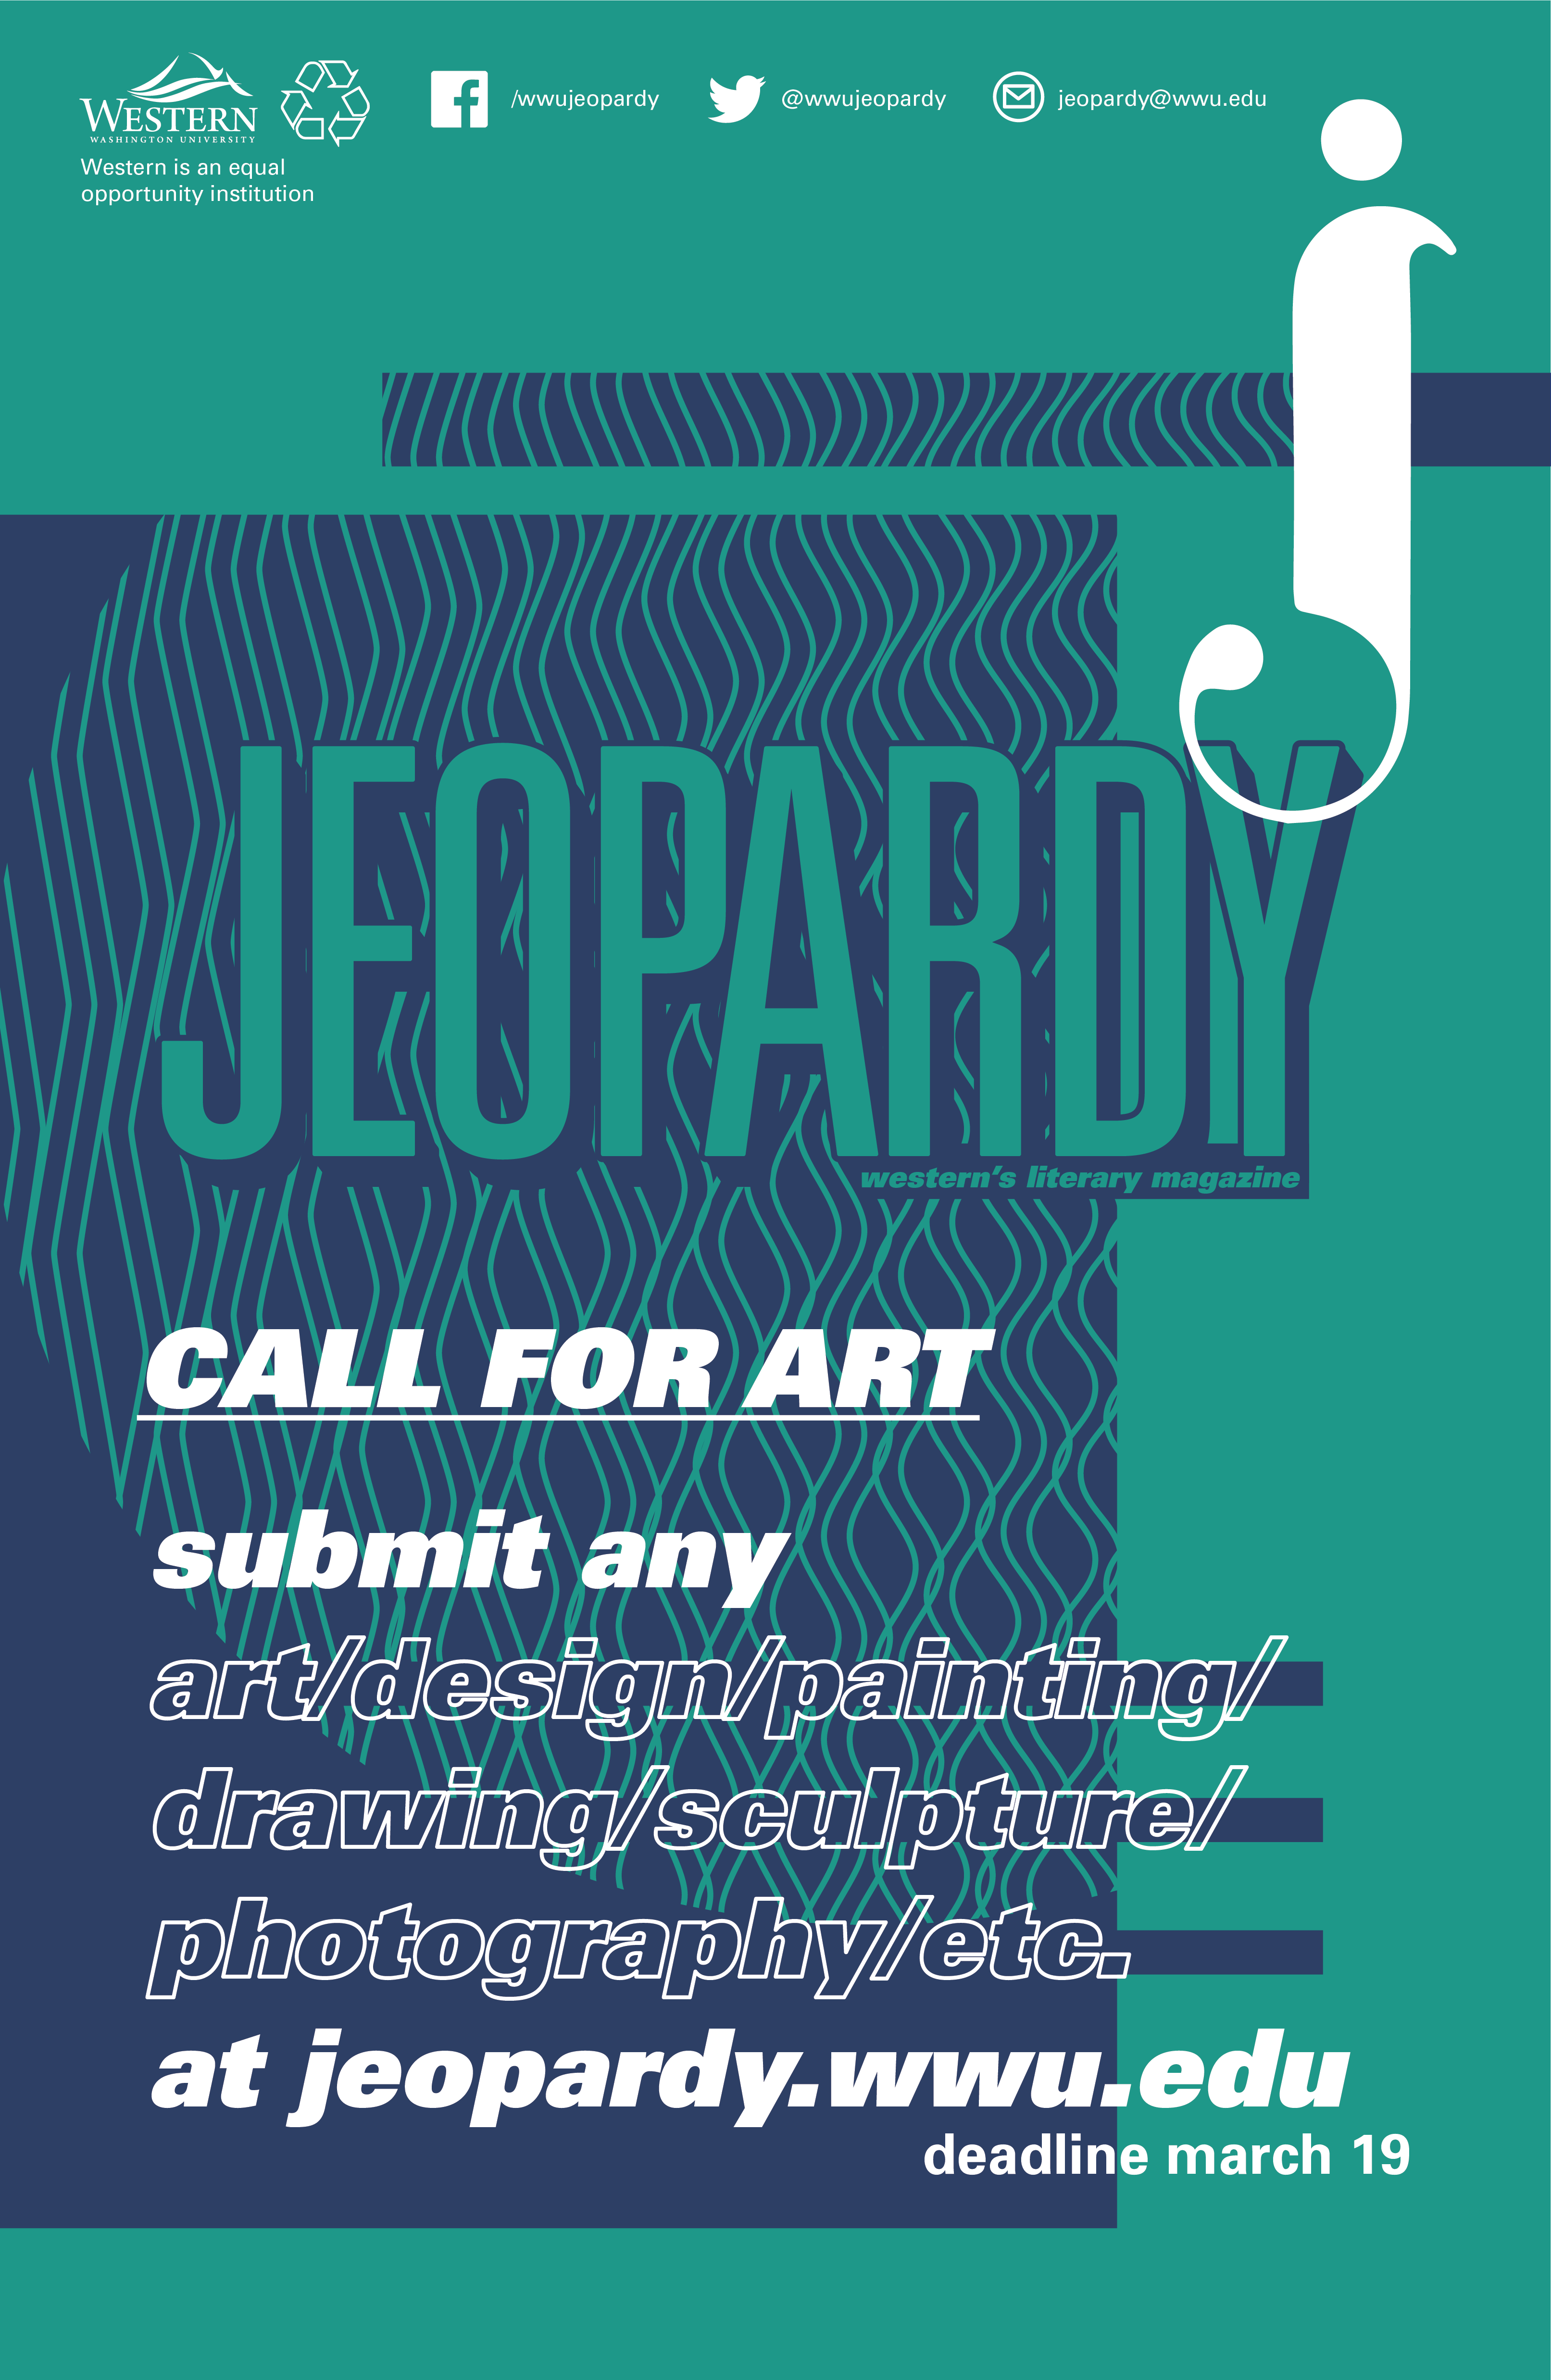 WESTERN
WASHINGTON UNIVERSITY
Western is an equal
opportunity institution
/wwujeopardy
@wwujeopardy
jeopardy@wwu.edu
j
JEOPARDY
western's literary magazine
CALL FOR ART
submit any
art/design/painting/
drawing/sculpture/
photography/etc.
at jeopardy.wwu.edu
deadline march 19